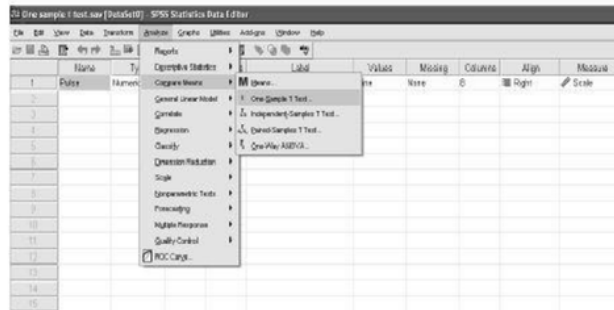 One sample t test.sav [DataSet0] - SPSS Statistics Data Editor
File Edit View Data Transform Analyze Graphs Utilities Add-ons Window Help
Name Ty Label Values Missing Columns Align Measure
1 Pulse Numeric None 8 Right Scale
Reports
Descriptive Statistics
Compare Means
General Linear Model
Correlate
Regression
Classify
Dimension Reduction
Scale
Nonparametric Tests
Forecasting
Multiple Response
Quality Control
ROC Curve...
M Means...
One-Sample T Test...
Independent-Samples T Test...
Paired-Samples T Test...
One-Way ANOVA...
2
3
4
5
6
7
8
9
10
11
12
13
14
15